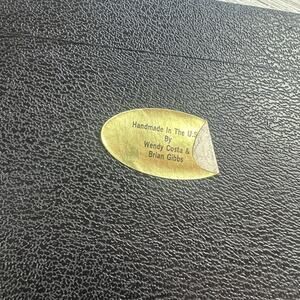 Handmade In The U.S
By
Wendy Costa &
Brian Gibbs